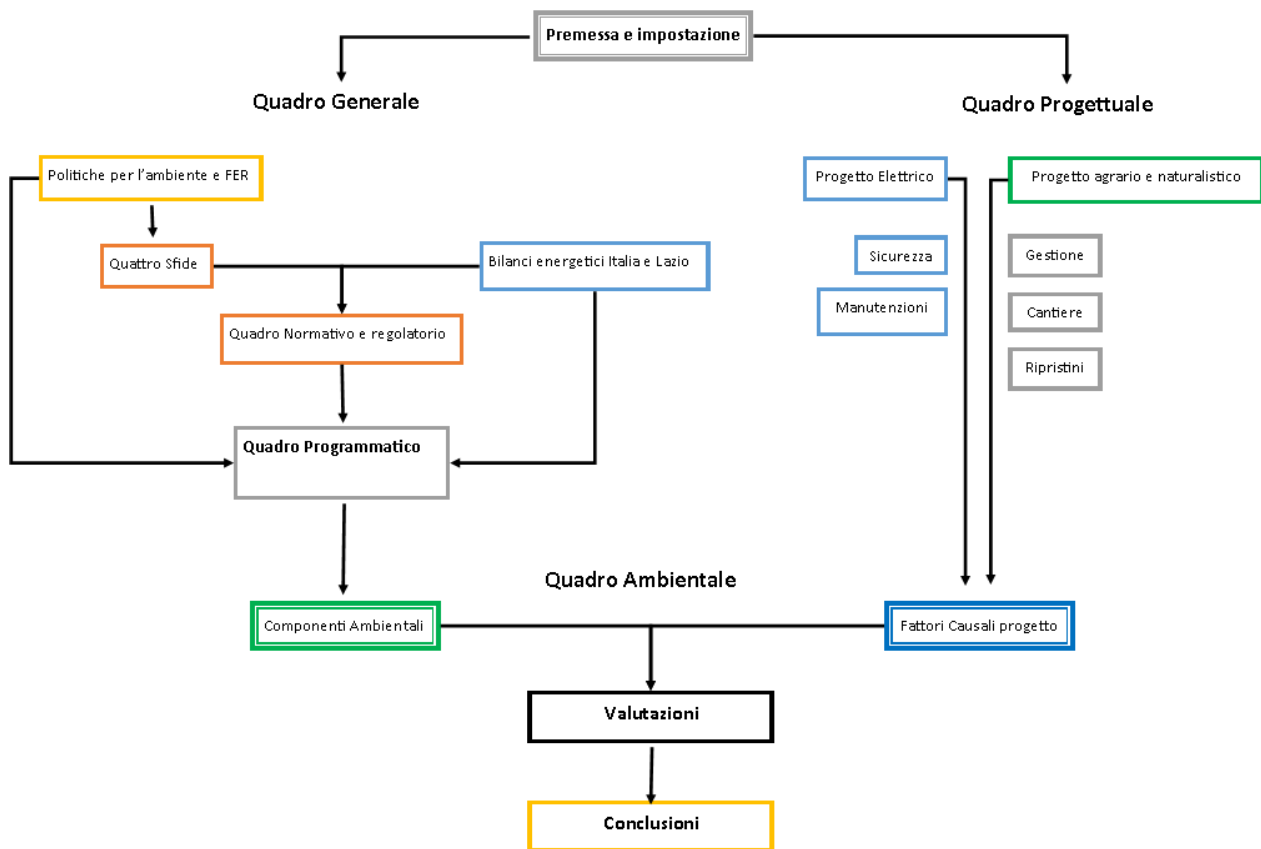 Premessa e impostazione
Quadro Generale
Quadro Progettuale
Politiche per l'ambiente e FER
Progetto Elettrico
Progetto agrario e naturalistico
Quattro Sfide
Bilanci energetici Italia e Lazio
Sicurezza
Gestione
Quadro Normativo e regolatorio
Manutenzioni
Cantiere
Ripristini
Quadro Programmatico
Quadro Ambientale
Componenti Ambientali
Fattori Causali progetto
Valutazioni
Conclusioni